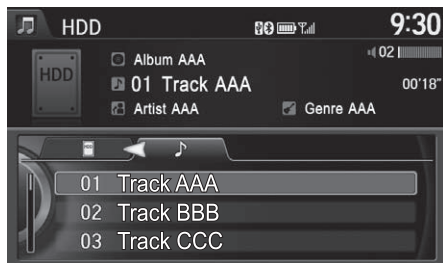 HDD 9:30
02
HDD
Album AAA
01 Track AAA 00'18"
Artist AAA Genre AAA
01 Track AAA
02 Track BBB
03 Track CCC